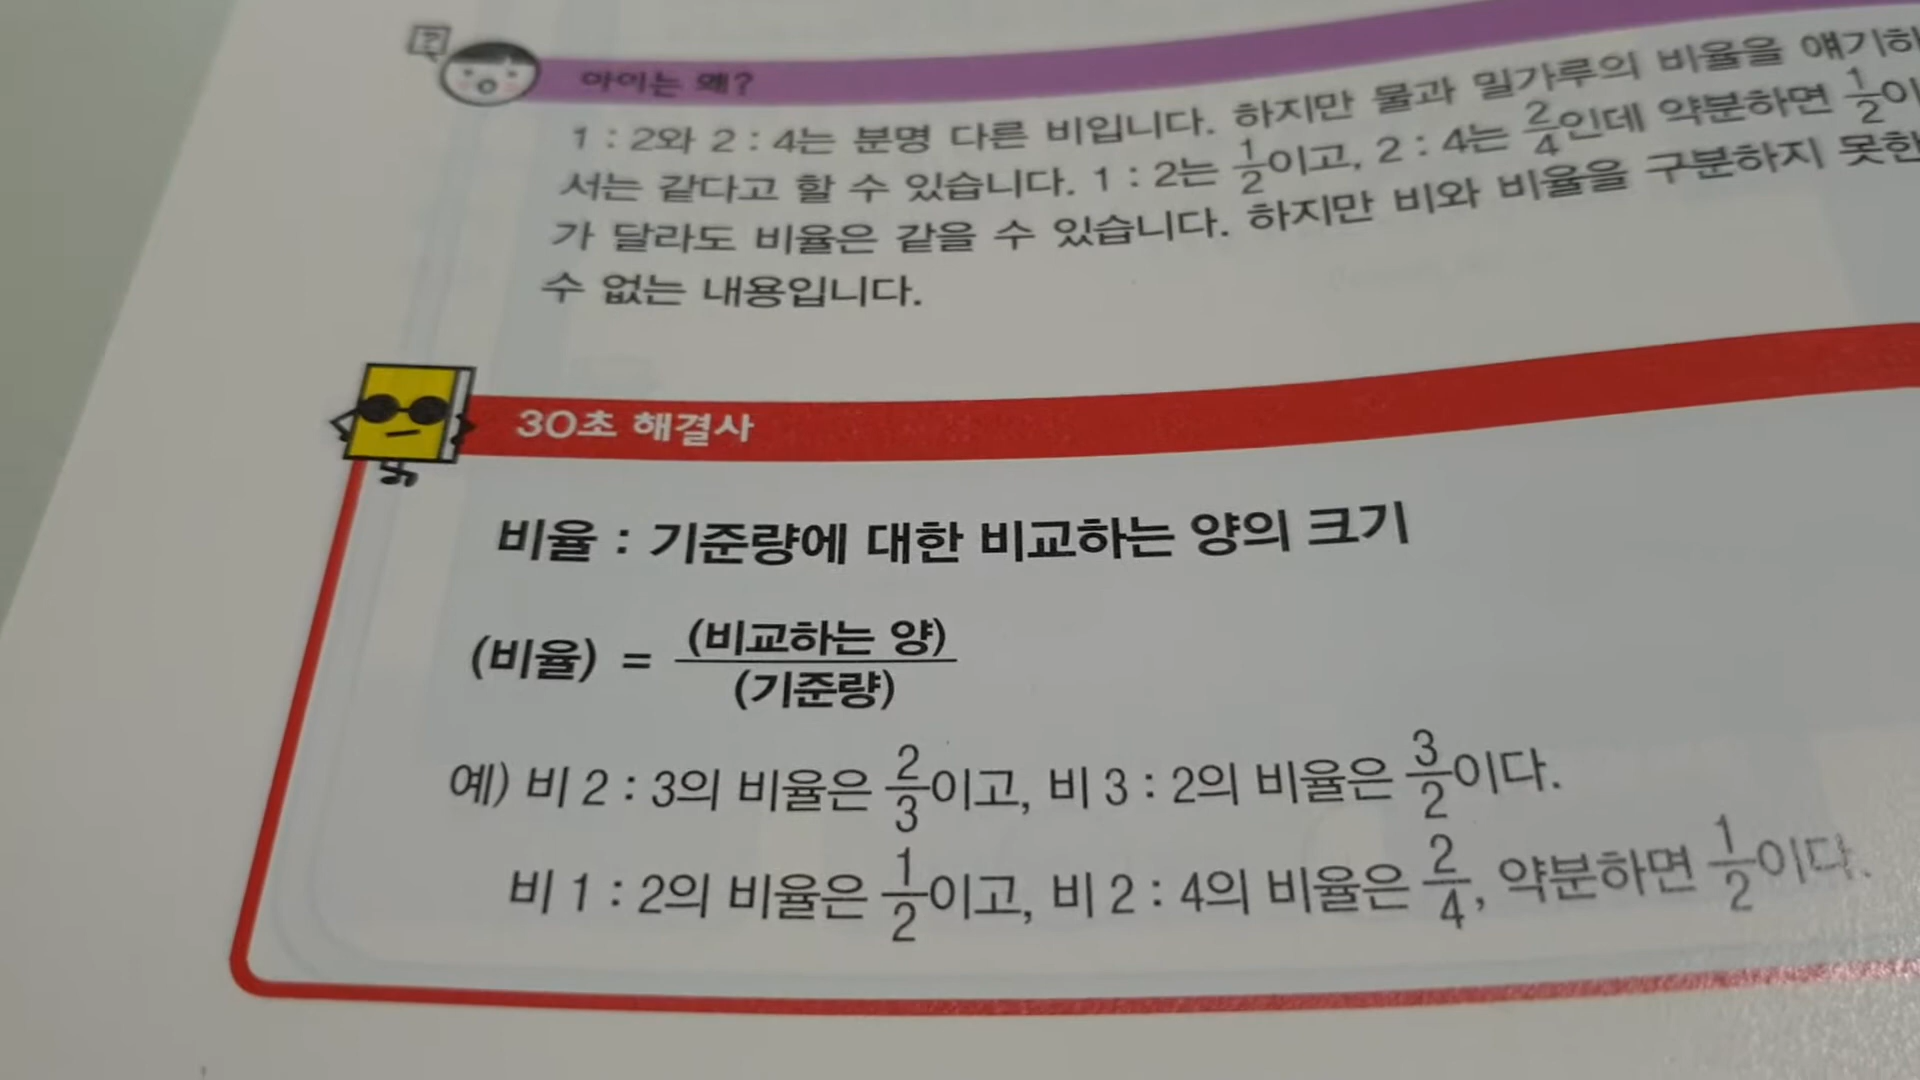 ?
아이는 왜?
1 : 2와 2 : 4는 분명 다른 비입니다. 하지만 물과 밀가루의 비율을 얘기하
서는 같다고 할 수 있습니다. 1 : 2는 1/2이고, 2 : 4는 2/4인데 약분하면 1/2이
가 달라도 비율은 같을 수 있습니다. 하지만 비와 비율을 구분하지 못한
수 없는 내용입니다.
30초 해결사
비율 : 기준량에 대한 비교하는 양의 크기
(비율) = (비교하는 양)/(기준량)
예) 비 2 : 3의 비율은 2/3이고, 비 3 : 2의 비율은 3/2이다.
비 1 : 2의 비율은 1/2이고, 비 2 : 4의 비율은 2/4, 약분하면 1/2이다.